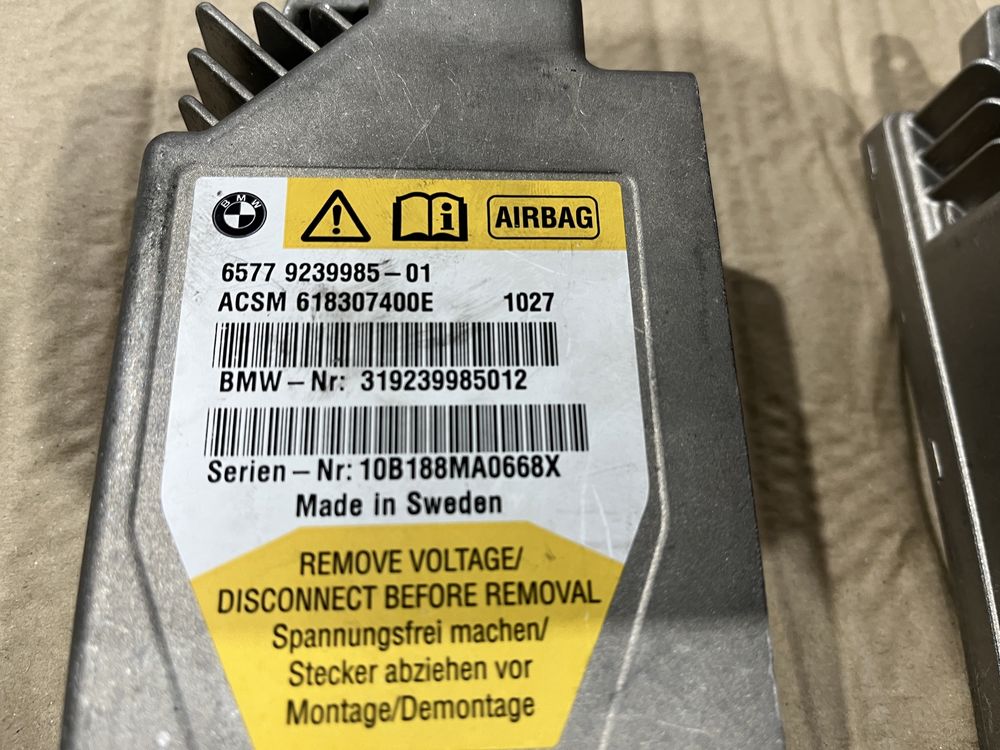 BMW
AIRBAG
6577 9239985-01
ACSM 618307400E 1027
BMW-Nr: 319239985012
Serien-Nr: 10B188MA0668X
Made in Sweden
REMOVE VOLTAGE/
DISCONNECT BEFORE REMOVAL
Spannungsfrei machen/
Stecker abziehen vor
Montage/Demontage